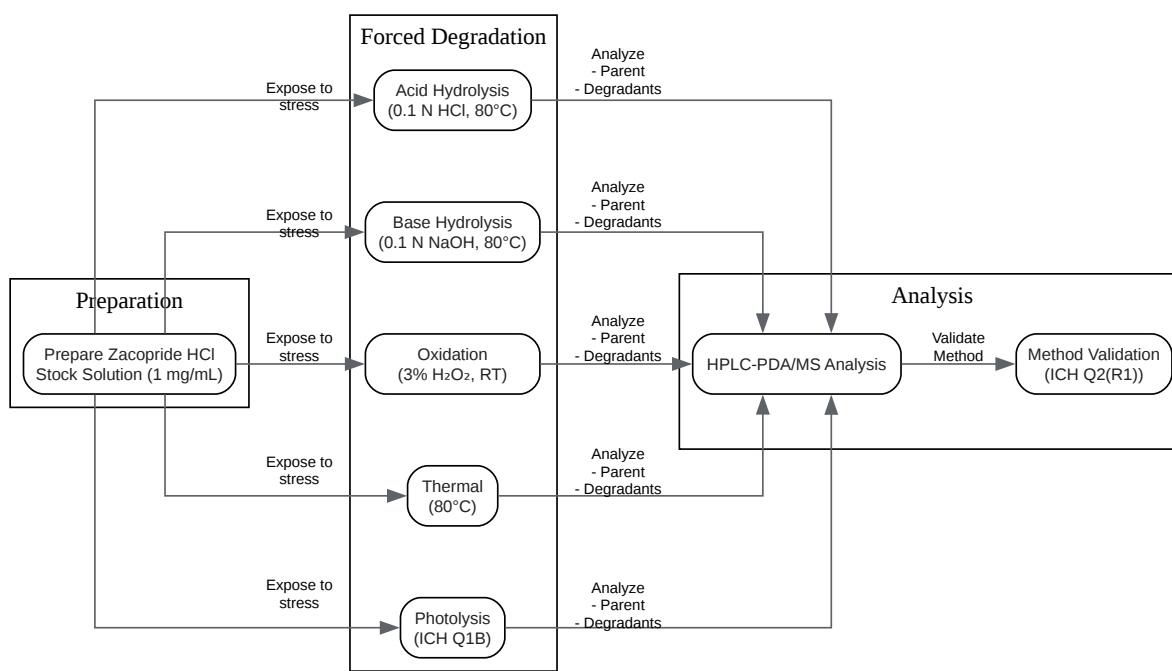 Forced Degradation
Expose to
stress
Acid Hydrolysis
(0.1 N HCl, 80°C)
Analyze
- Parent
- Degradants
Expose to
stress
Base Hydrolysis
(0.1 N NaOH, 80°C)
Analyze
- Parent
- Degradants
Preparation
Prepare Zacopride HCl
Stock Solution (1 mg/mL)
Expose to
stress
Oxidation
(3% H₂O₂, RT)
Analyze
- Parent
- Degradants
Analysis
HPLC-PDA/MS Analysis
Validate
Method
Method Validation
(ICH Q2(R1))
Expose to
stress
Thermal
(80°C)
Analyze
- Parent
- Degradants
Expose to
stress
Photolysis
(ICH Q1B)
Analyze
- Parent
- Degradants